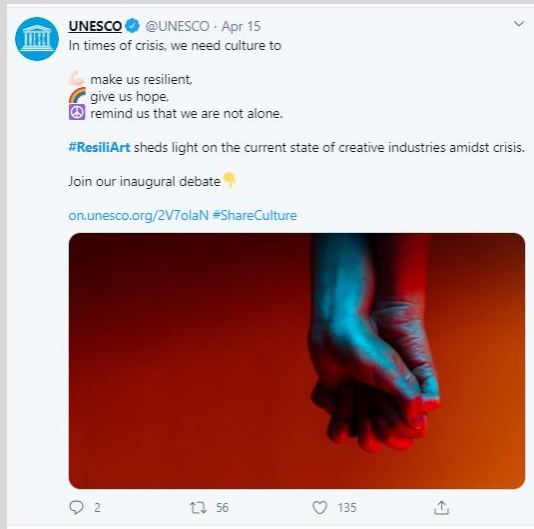 UNESCO @UNESCO · Apr 15
In times of crisis, we need culture to
💪🏻 make us resilient,
🌈 give us hope,
☮️ remind us that we are not alone.
#ResiliArt sheds light on the current state of creative industries amidst crisis.
Join our inaugural debate👇
on.unesco.org/2V7olaN #ShareCulture
2 56 135